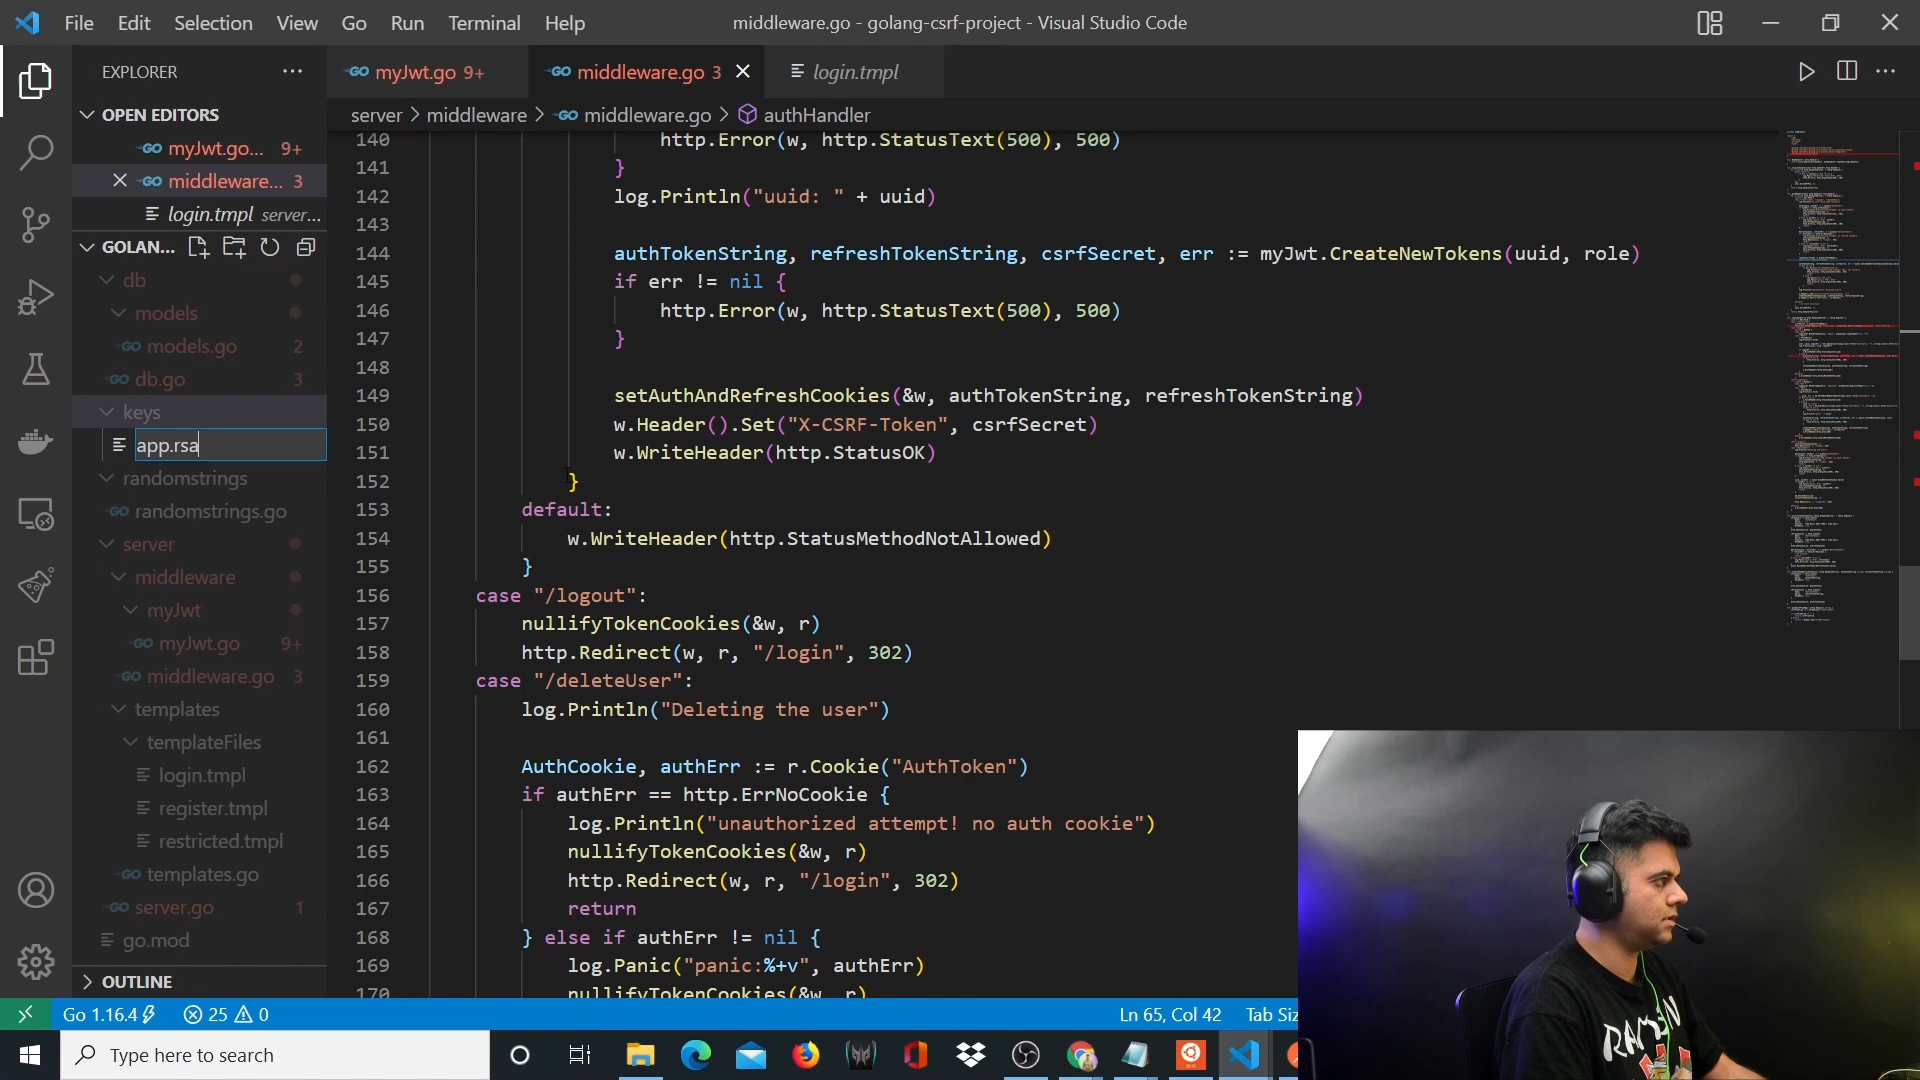 File Edit Selection View Go Run Terminal Help
middleware.go - golang-csrf-project - Visual Studio Code
EXPLORER
OPEN EDITORS
myJwt.go... 9+
middleware... 3
login.tmpl server...
GOLAN...
db
models
models.go 2
db.go 3
keys
app.rsa
randomstrings
randomstrings.go
server
middleware
myJwt
myJwt.go 9+
middleware.go 3
templates
templateFiles
login.tmpl
register.tmpl
restricted.tmpl
templates.go
server.go 1
go.mod
OUTLINE
myJwt.go 9+ middleware.go 3 login.tmpl
server > middleware > middleware.go > authHandler
140 http.Error(w, http.StatusText(500), 500)
141 }
142 log.Println("uuid: " + uuid)
143
144 authTokenString, refreshTokenString, csrfSecret, err := myJwt.CreateNewTokens(uuid, role)
145 if err != nil {
146 http.Error(w, http.StatusText(500), 500)
147 }
148
149 setAuthAndRefreshCookies(&w, authTokenString, refreshTokenString)
150 w.Header().Set("X-CSRF-Token", csrfSecret)
151 w.WriteHeader(http.StatusOK)
152 }
153 default:
154 w.WriteHeader(http.StatusMethodNotAllowed)
155 }
156 case "/logout":
157 nullifyTokenCookies(&w, r)
158 http.Redirect(w, r, "/login", 302)
159 case "/deleteUser":
160 log.Println("Deleting the user")
161
162 AuthCookie, authErr := r.Cookie("AuthToken")
163 if authErr == http.ErrNoCookie {
164 log.Println("unauthorized attempt! no auth cookie")
165 nullifyTokenCookies(&w, r)
166 http.Redirect(w, r, "/login", 302)
167 return
168 } else if authErr != nil {
169 log.Panic("panic:%+v", authErr)
170 nullifyTokenCookies(&w, r)
Go 1.16.4 25 0 Ln 65, Col 42 Tab Siz
Type here to search